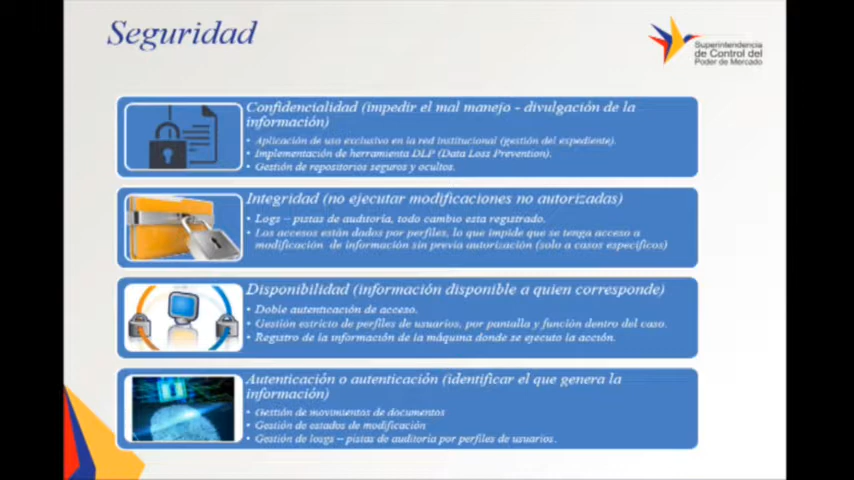 Seguridad
Superintendencia
de Control del
Poder de Mercado
Confidencialidad (impedir el mal manejo - divulgación de la
información)
• Aplicación de uso exclusivo en la red institucional (gestión del expediente).
• Implementación de herramienta DLP (Data Loss Prevention).
• Gestión de repositorios seguros y ocultos.
Integridad (no ejecutar modificaciones no autorizadas)
• Logs – pistas de auditoría, todo cambio esta registrado.
• Los accesos están dados por perfiles, lo que impide que se tenga acceso a
modificación de información sin previa autorización (solo a casos específicos)
Disponibilidad (información disponible a quien corresponde)
• Doble autenticación de acceso.
• Gestión estricto de perfiles de usuarios, por pantalla y función dentro del caso.
• Registro de la información de la máquina donde se ejecuto la acción.
Autenticación o autenticación (identificar el que genera la
información)
• Gestión de movimientos de documentos
• Gestión de estados de modificación
• Gestión de losgs – pistas de auditoría por perfiles de usuarios.